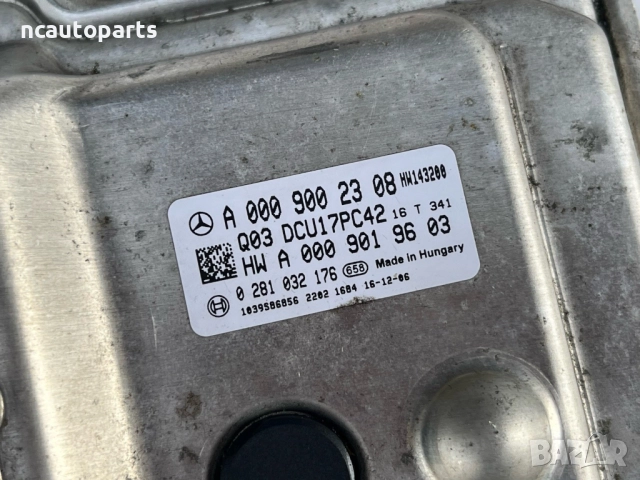 ncautoparts
A 000 900 23 08 HW143200
Q03 DCU17PC42 16 T 341
HW A 000 901 96 03
0 281 032 176 658 Made in Hungary
1039S86856 2202 1684 16-12-06
BAZAR